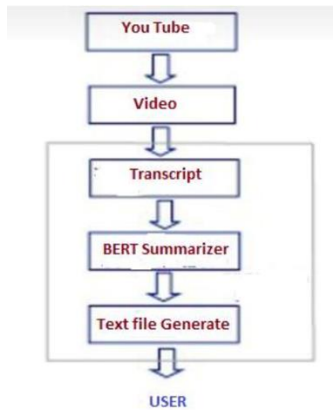 You Tube
Video
Transcript
BERT Summarizer
Text file Generate
USER